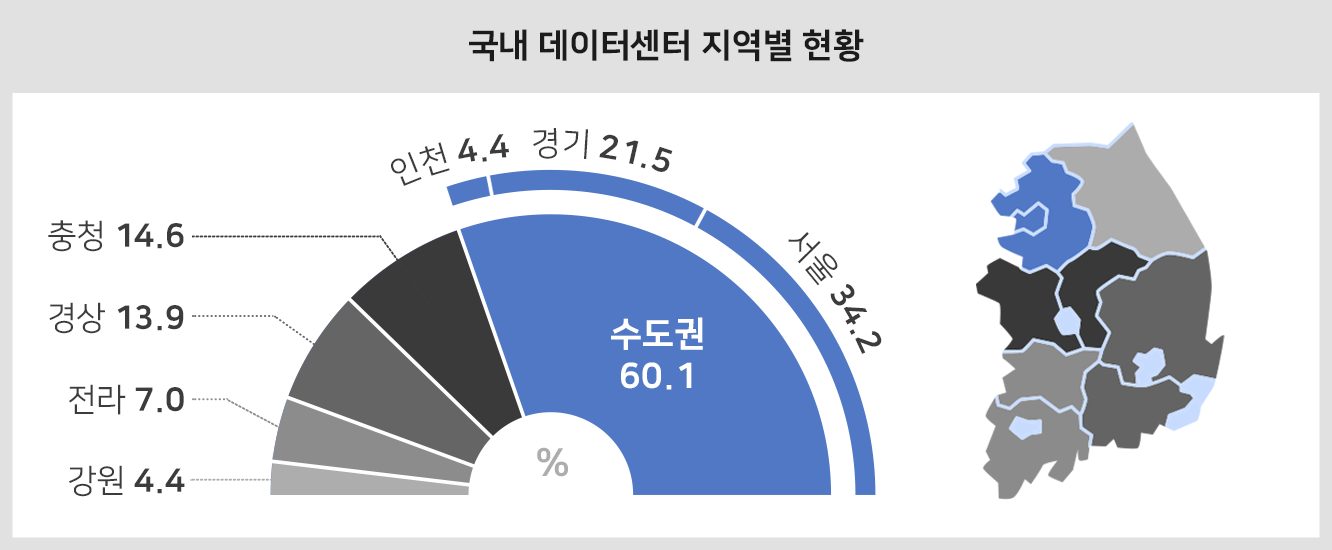 국내 데이터센터 지역별 현황
인천 4.4
경기 21.5
서울 34.2
충청 14.6
경상 13.9
전라 7.0
강원 4.4
수도권
60.1
%